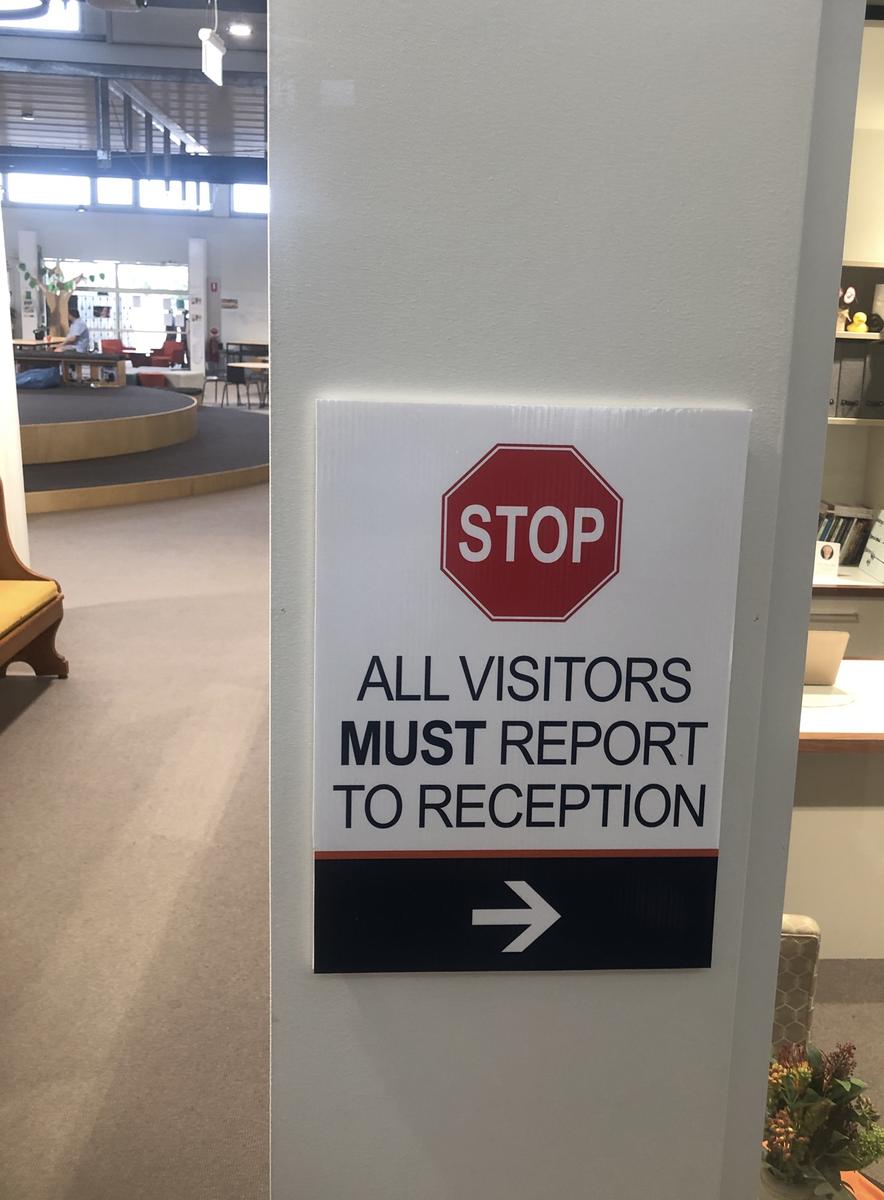 STOP
ALL VISITORS
MUST REPORT
TO RECEPTION